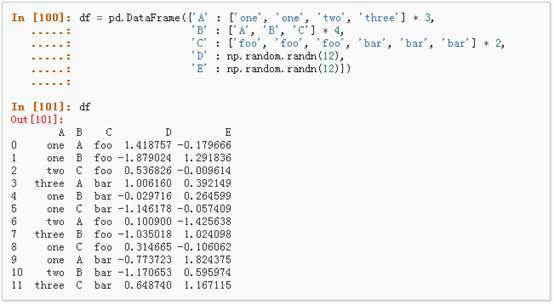 In [100]: df = pd.DataFrame({'A' : ['one', 'one', 'two', 'three'] * 3,
.....: 'B' : ['A', 'B', 'C'] * 4,
.....: 'C' : ['foo', 'foo', 'foo', 'bar', 'bar', 'bar'] * 2,
.....: 'D' : np.random.randn(12),
.....: 'E' : np.random.randn(12)})
.....:
In [101]: df
Out[101]:
A B C D E
0 one A foo 1.418757 -0.179666
1 one B foo -1.879024 1.291836
2 two C foo 0.536826 -0.009614
3 three A bar 1.006160 0.392149
4 one B bar -0.029716 0.264599
5 one C bar -1.146178 -0.057409
6 two A foo 0.100900 -1.425638
7 three B foo -1.035018 1.024098
8 one C foo 0.314665 -0.106062
9 one A bar -0.773723 1.824375
10 two B bar -1.170653 0.595974
11 three C bar 0.648740 1.167115